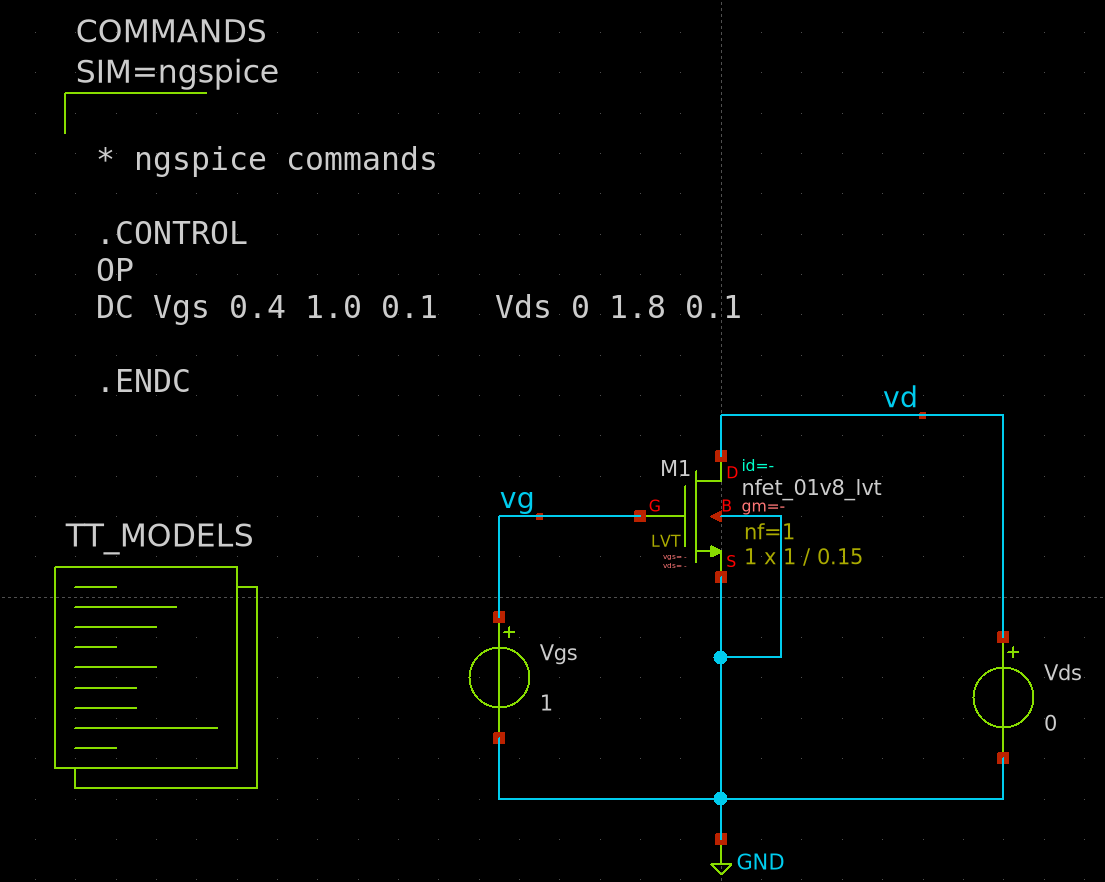 COMMANDS
SIM=ngspice
* ngspice commands
.CONTROL
OP
DC Vgs 0.4 1.0 0.1   Vds 0 1.8 0.1
.ENDC
vd
M1
D
id=-
nfet_01v8_lvt
vg
G
B
gm=-
TT_MODELS
LVT
nf=1
vgs=-
vds=-
S
1 x 1 / 0.15
+
Vgs
1
+
Vds
0
GND